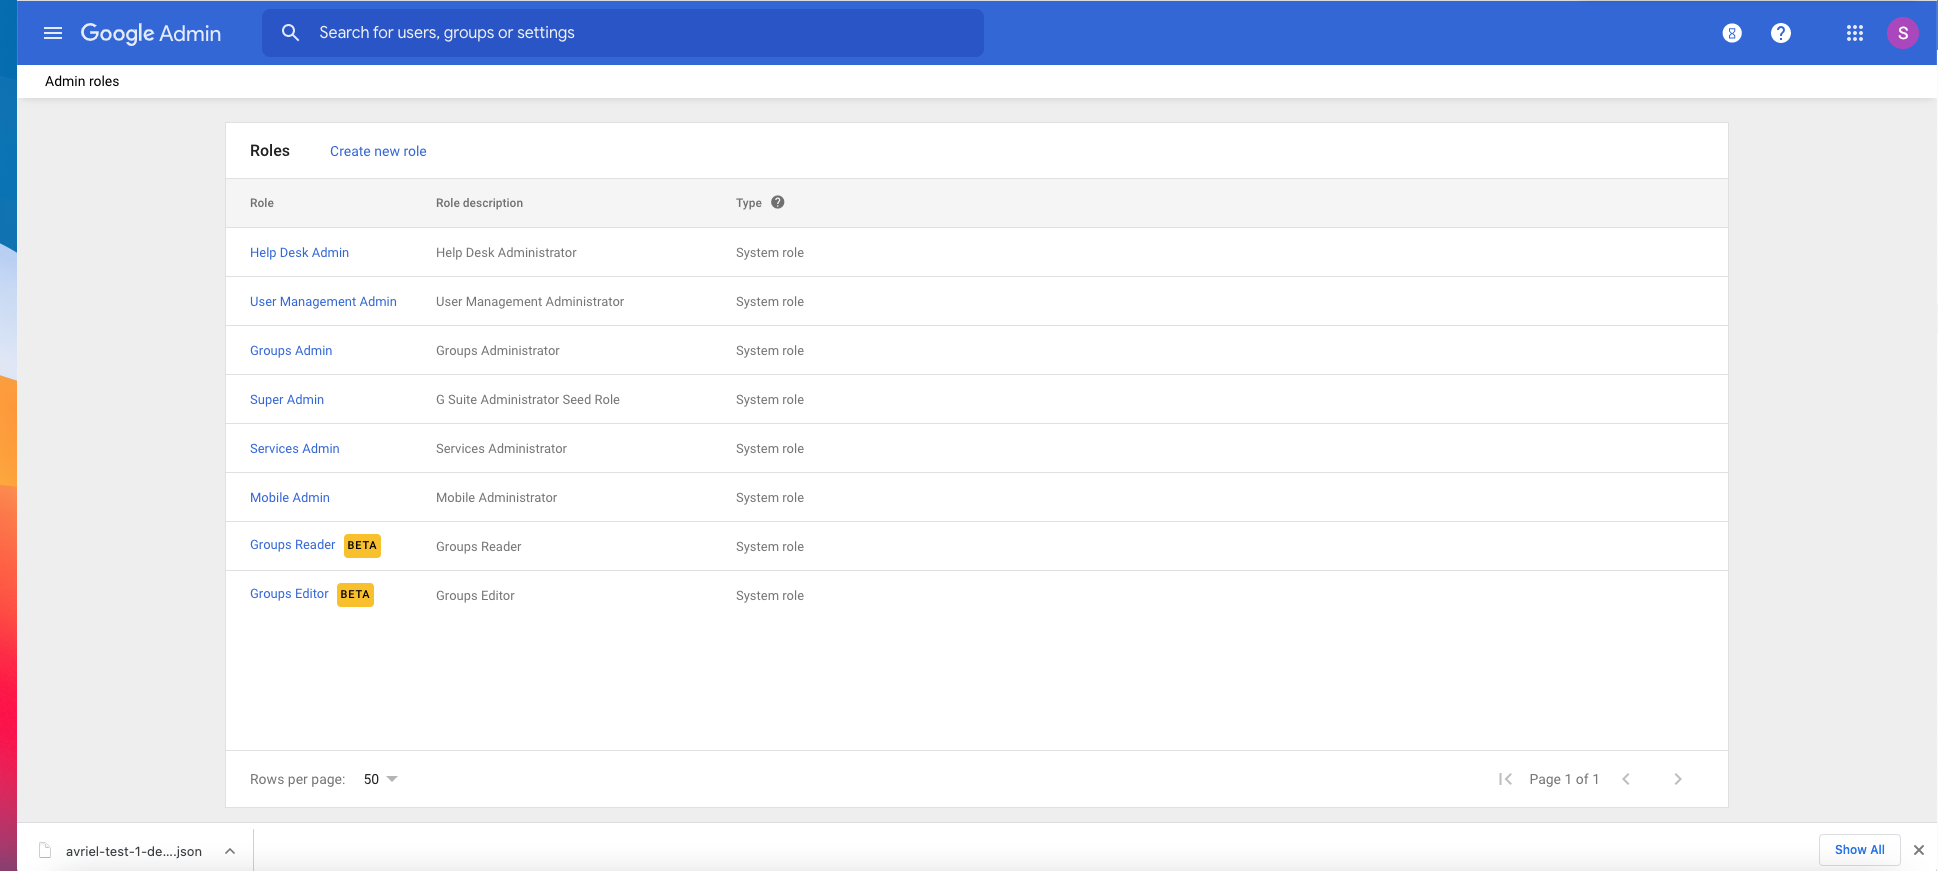 Google Admin
Search for users, groups or settings
?
S
Admin roles
Roles Create new role
Role Role description Type ?
Help Desk Admin Help Desk Administrator System role
User Management Admin User Management Administrator System role
Groups Admin Groups Administrator System role
Super Admin G Suite Administrator Seed Role System role
Services Admin Services Administrator System role
Mobile Admin Mobile Administrator System role
Groups Reader BETA Groups Reader System role
Groups Editor BETA Groups Editor System role
Rows per page: 50 Page 1 of 1
avriel-test-1-de....json Show All